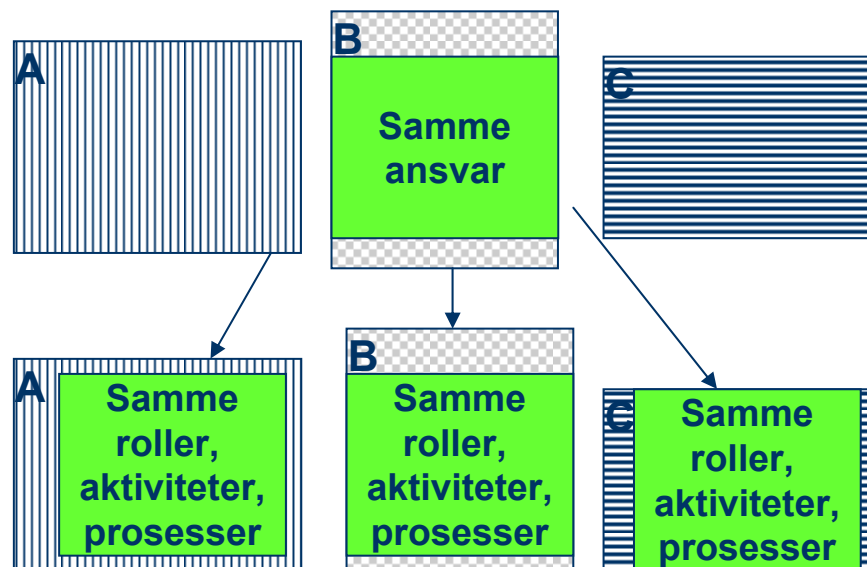 A
B
C
Samme
ansvar
A
B
C
Samme
roller,
aktiviteter,
prosesser
Samme
roller,
aktiviteter,
prosesser
Samme
roller,
aktiviteter,
prosesser